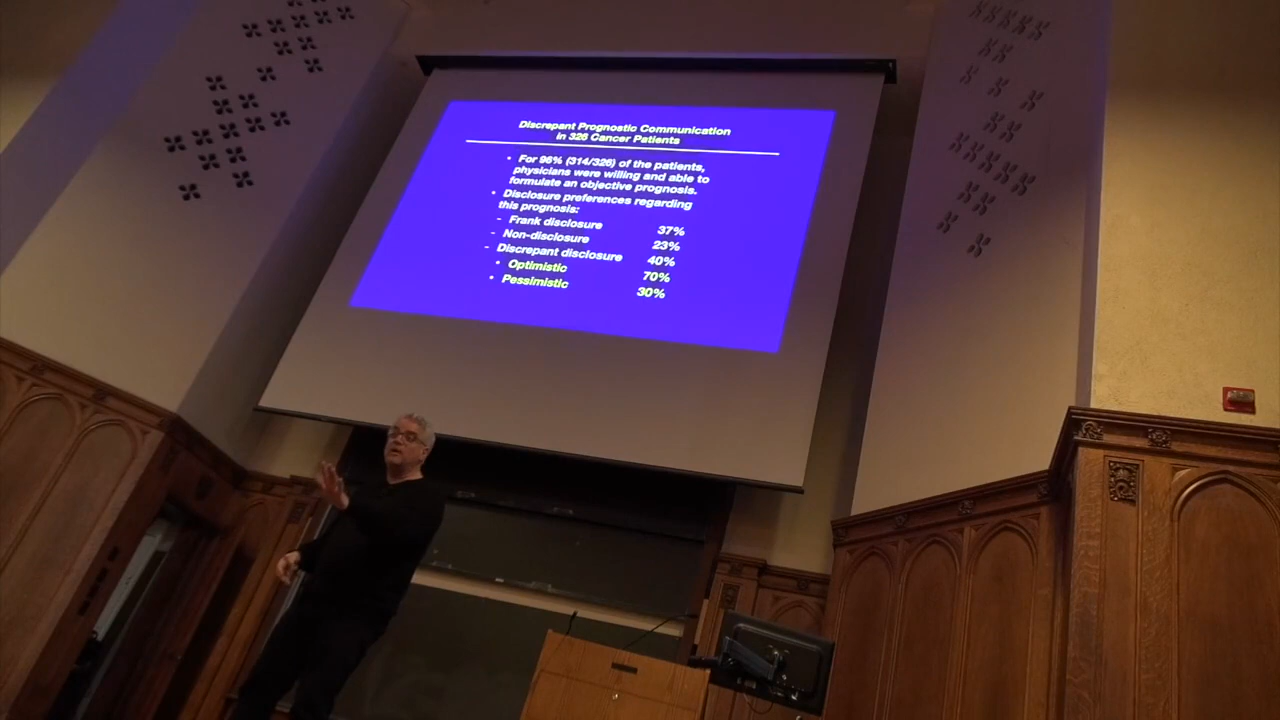 Discrepant Prognostic Communication
in 326 Cancer Patients
• For 96% (314/326) of the patients,
physicians were willing and able to
formulate an objective prognosis.
• Disclosure preferences regarding
this prognosis:
- Frank disclosure 37%
- Non-disclosure 23%
- Discrepant disclosure 40%
• Optimistic 70%
• Pessimistic 30%